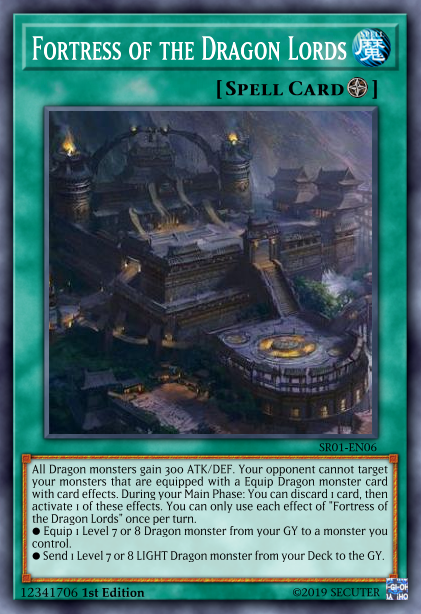 FORTRESS OF THE DRAGON LORDS 魔
[SPELL CARD]
SR01-EN06
All Dragon monsters gain 300 ATK/DEF. Your opponent cannot target
your monsters that are equipped with a Equip Dragon monster card
with card effects. During your Main Phase: You can discard 1 card, then
activate 1 of these effects. You can only use each effect of "Fortress of
the Dragon Lords" once per turn.
● Equip 1 Level 7 or 8 Dragon monster from your GY to a monster you
control.
● Send 1 Level 7 or 8 LIGHT Dragon monster from your Deck to the GY.
12341706 1st Edition ©2019 SECUTER